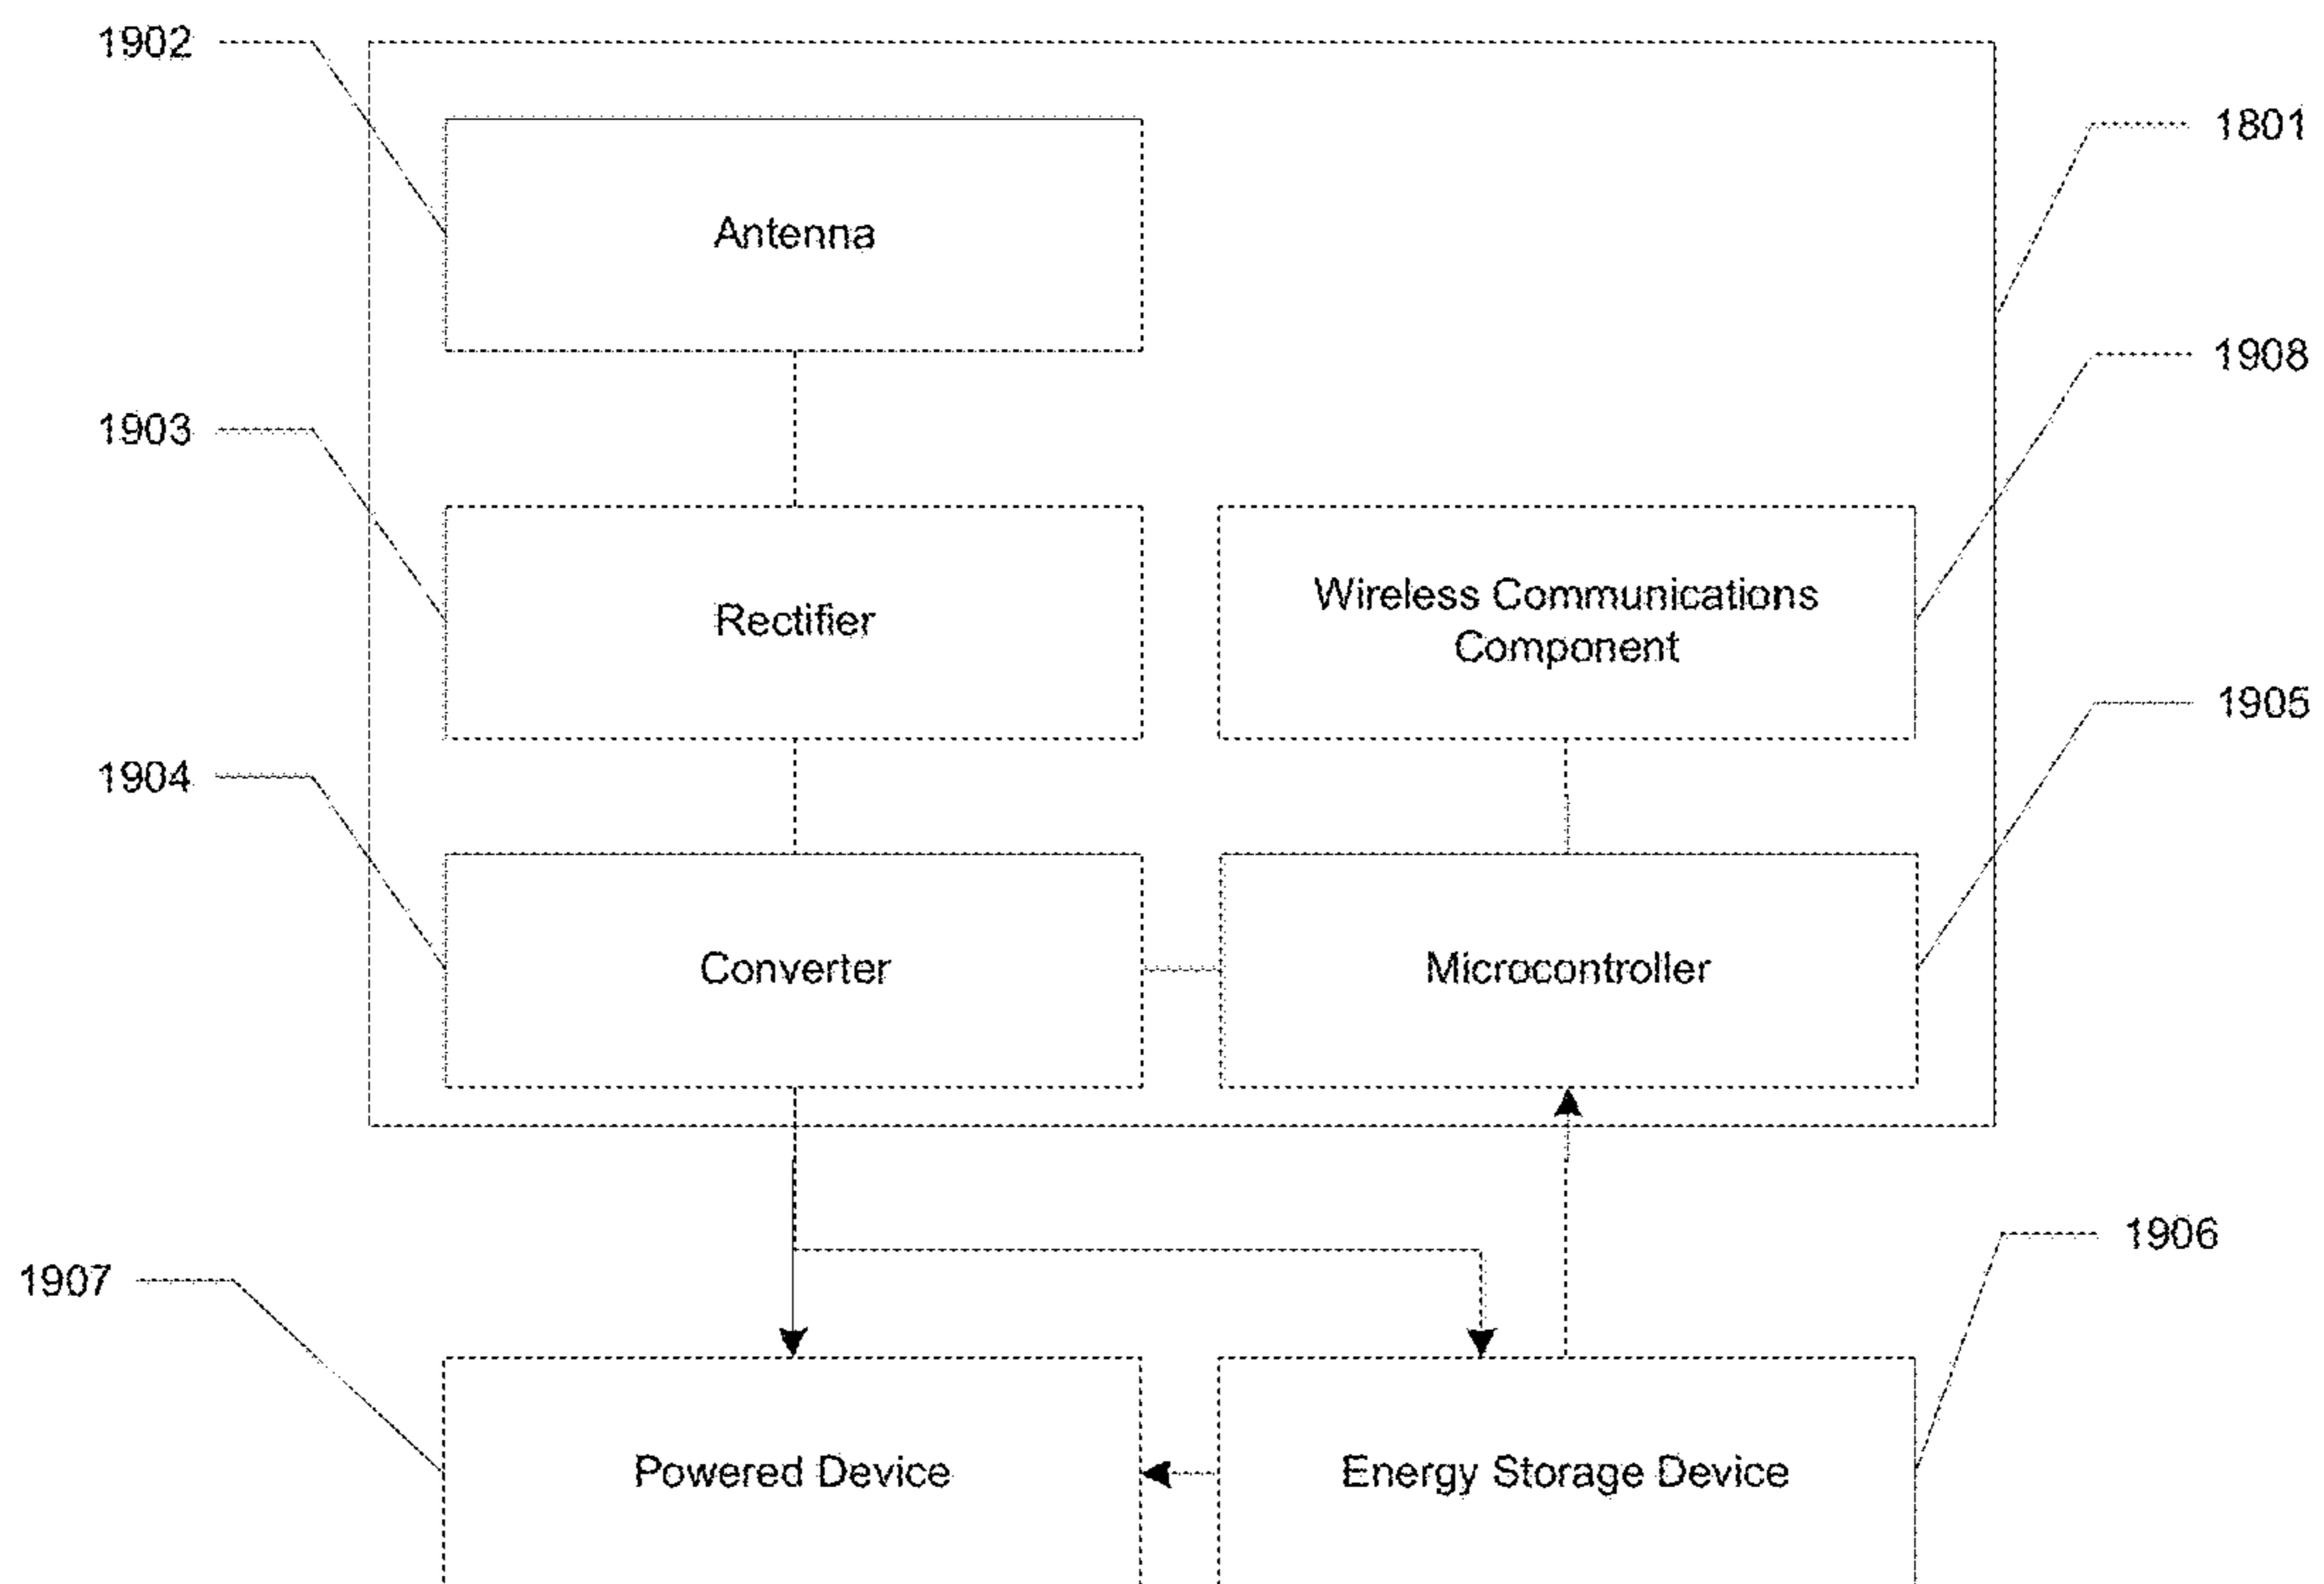 1902
1801
Antenna
1908
1903
Rectifier
Wireless Communications
Component
1905
1904
Converter
Microcontroller
1906
1907
Powered Device
Energy Storage Device